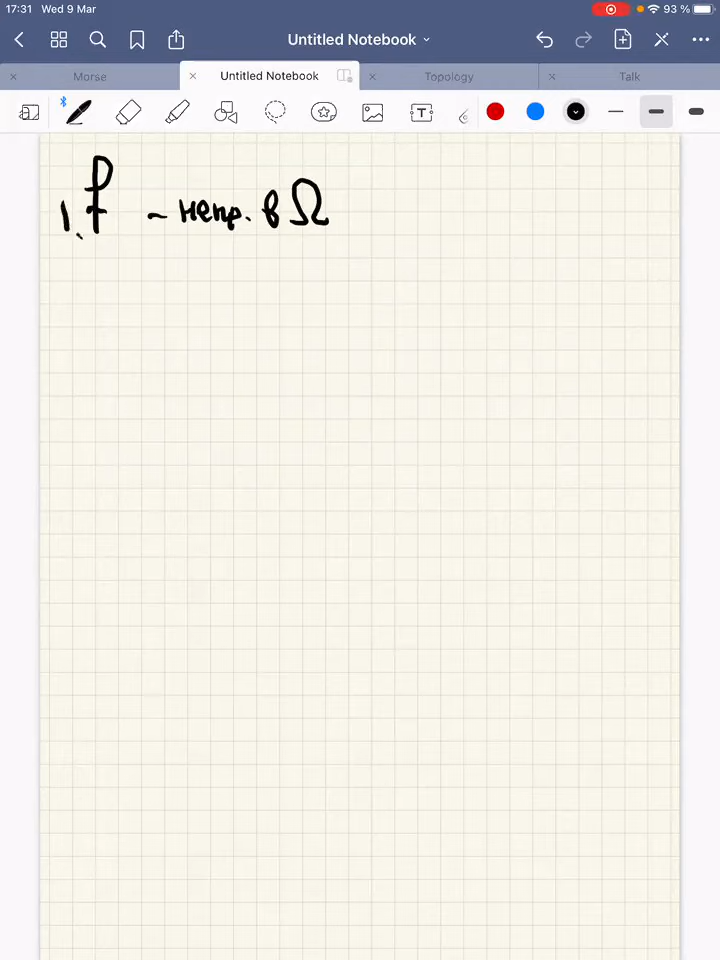 17:31 Wed 9 Mar 93 %
Untitled Notebook
Morse Untitled Notebook Topology Talk
1. f - непр. в Ω